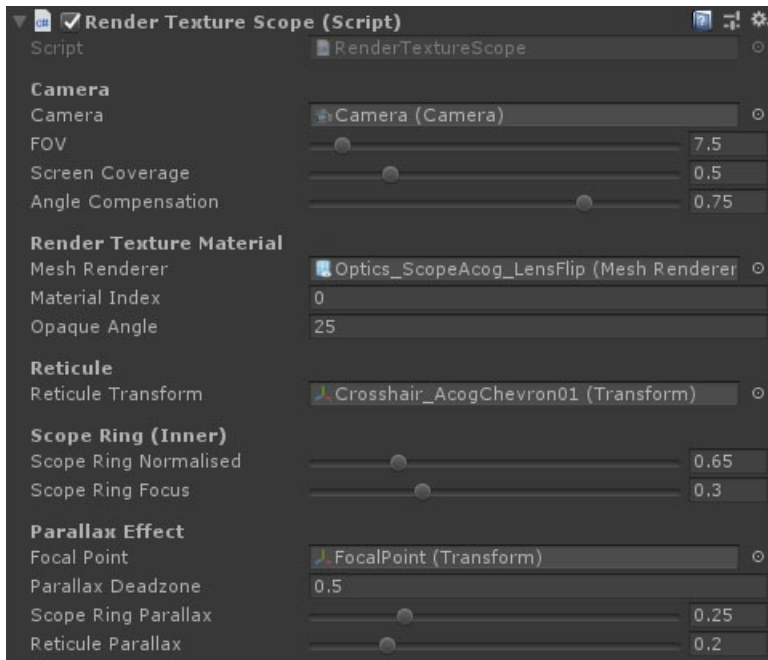 Render Texture Scope (Script)
Script RenderTextureScope
Camera
Camera Camera (Camera)
FOV 7.5
Screen Coverage 0.5
Angle Compensation 0.75
Render Texture Material
Mesh Renderer Optics_ScopeAcog_LensFlip (Mesh Renderer
Material Index 0
Opaque Angle 25
Reticule
Reticule Transform Crosshair_AcogChevron01 (Transform)
Scope Ring (Inner)
Scope Ring Normalised 0.65
Scope Ring Focus 0.3
Parallax Effect
Focal Point FocalPoint (Transform)
Parallax Deadzone 0.5
Scope Ring Parallax 0.25
Reticule Parallax 0.2